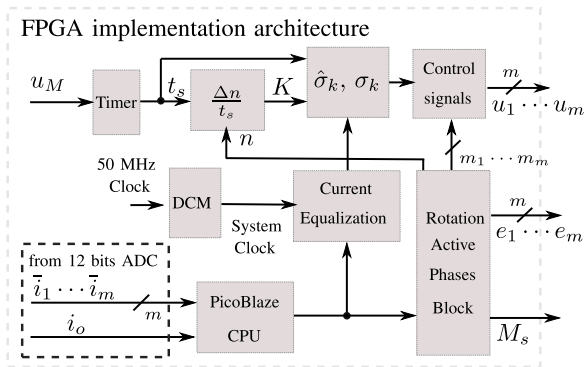 FPGA implementation architecture
u_M
Timer
t_s
Δn
t_s
K
σ̂_k, σ_k
Control
signals
m
u_1 ⋯ u_m
n
m_1 ⋯ m_m
50 MHz
Clock
DCM
System
Clock
Current
Equalization
Rotation
Active
Phases
Block
m
e_1 ⋯ e_m
from 12 bits ADC
i̅_1 ⋯ i̅_m
m
i_o
PicoBlaze
CPU
M_s